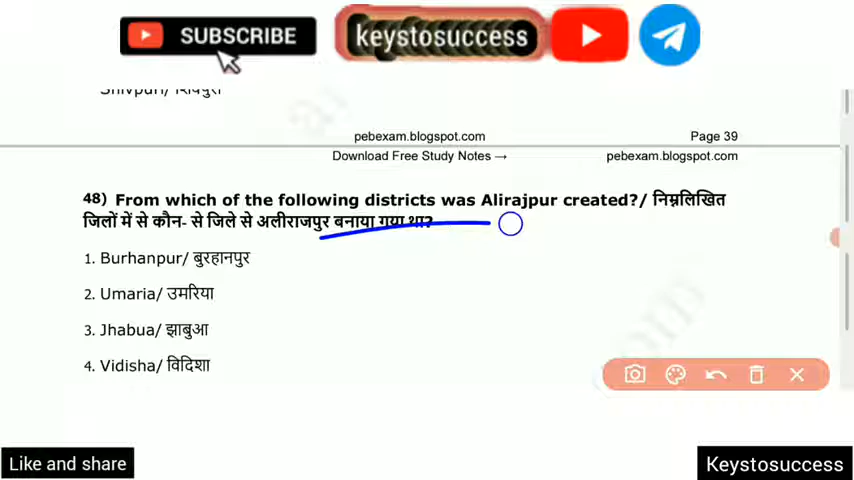 SUBSCRIBE
keystosuccess
Shivpuri/ शिवपुरी
pebexam.blogspot.com Page 39
Download Free Study Notes → pebexam.blogspot.com
48) From which of the following districts was Alirajpur created?/ निम्नलिखित
जिलों में से कौन- से जिले से अलीराजपुर बनाया गया था?
1. Burhanpur/ बुरहानपुर
2. Umaria/ उमरिया
3. Jhabua/ झाबुआ
4. Vidisha/ विदिशा
Like and share
Keystosuccess